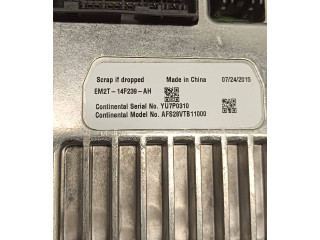 Scrap if dropped Made in China 07/24/2015
EM2T-14F239-AH
Continental Serial No. YU7P0310
Continental Model No. AFS28VTB11000